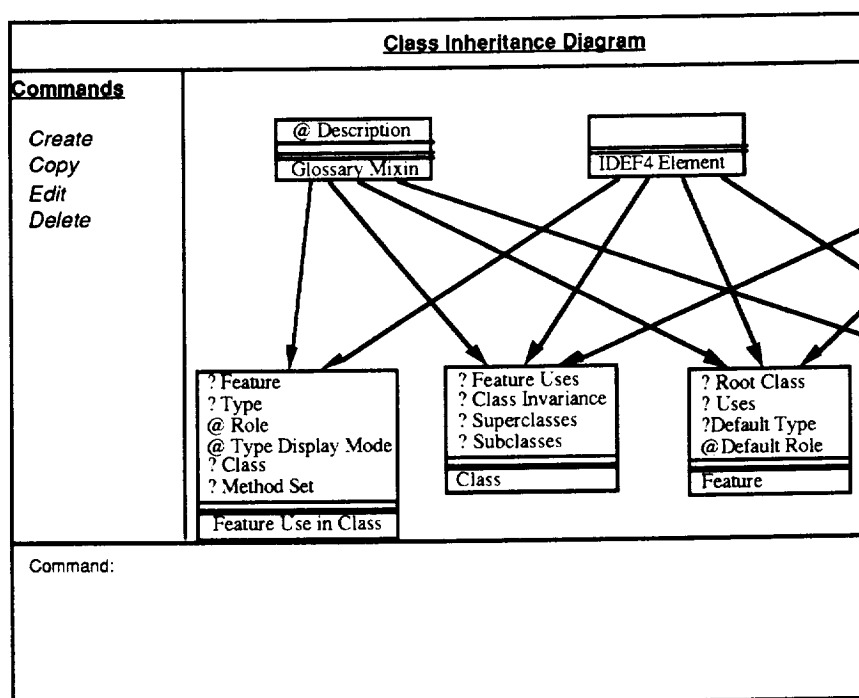 Class Inheritance Diagram
Commands
Create
Copy
Edit
Delete
@ Description
Glossary Mixin
IDEF4 Element
? Feature
? Type
@ Role
@ Type Display Mode
? Class
? Method Set
Feature Use in Class
? Feature Uses
? Class Invariance
? Superclasses
? Subclasses
Class
? Root Class
? Uses
?Default Type
@Default Role
Feature
Command: